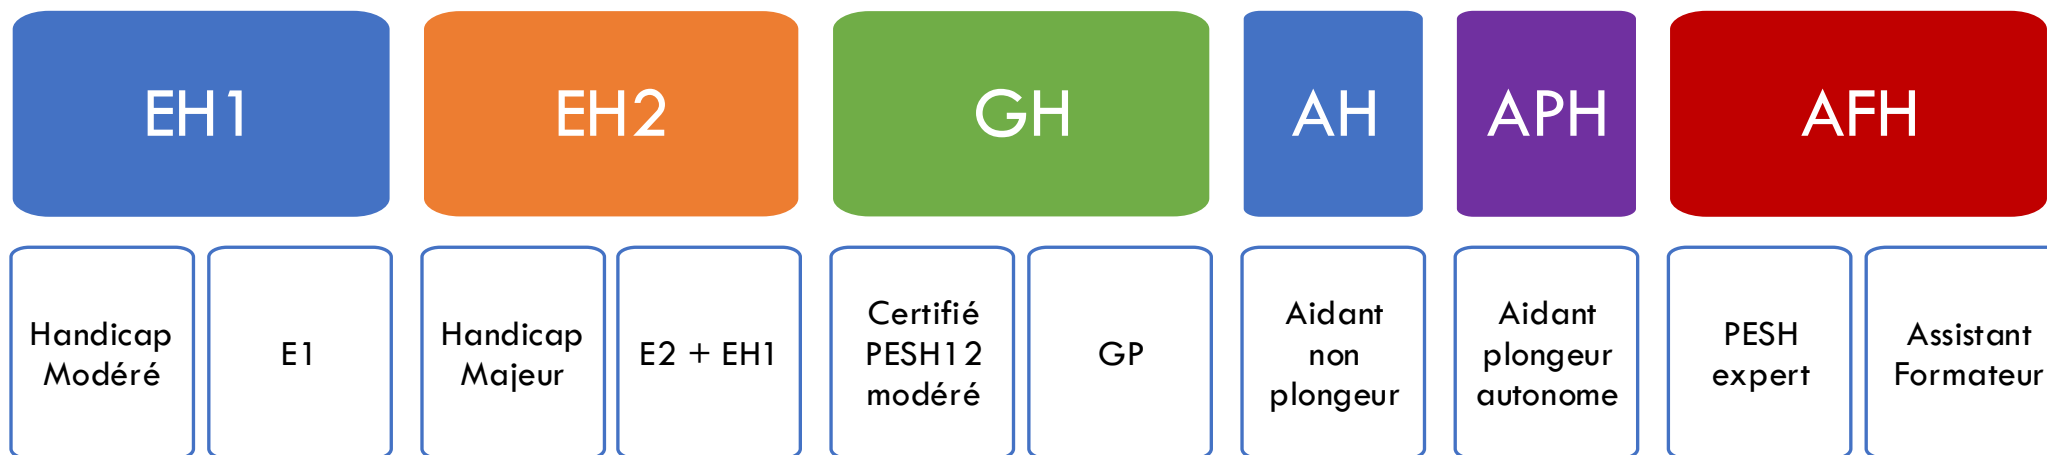 EH1
EH2
GH
AH
APH
AFH
Handicap
Modéré
E1
Handicap
Majeur
E2 + EH1
Certifié
PESH12
modéré
GP
Aidant
non
plongeur
Aidant
plongeur
autonome
PESH
expert
Assistant
Formateur